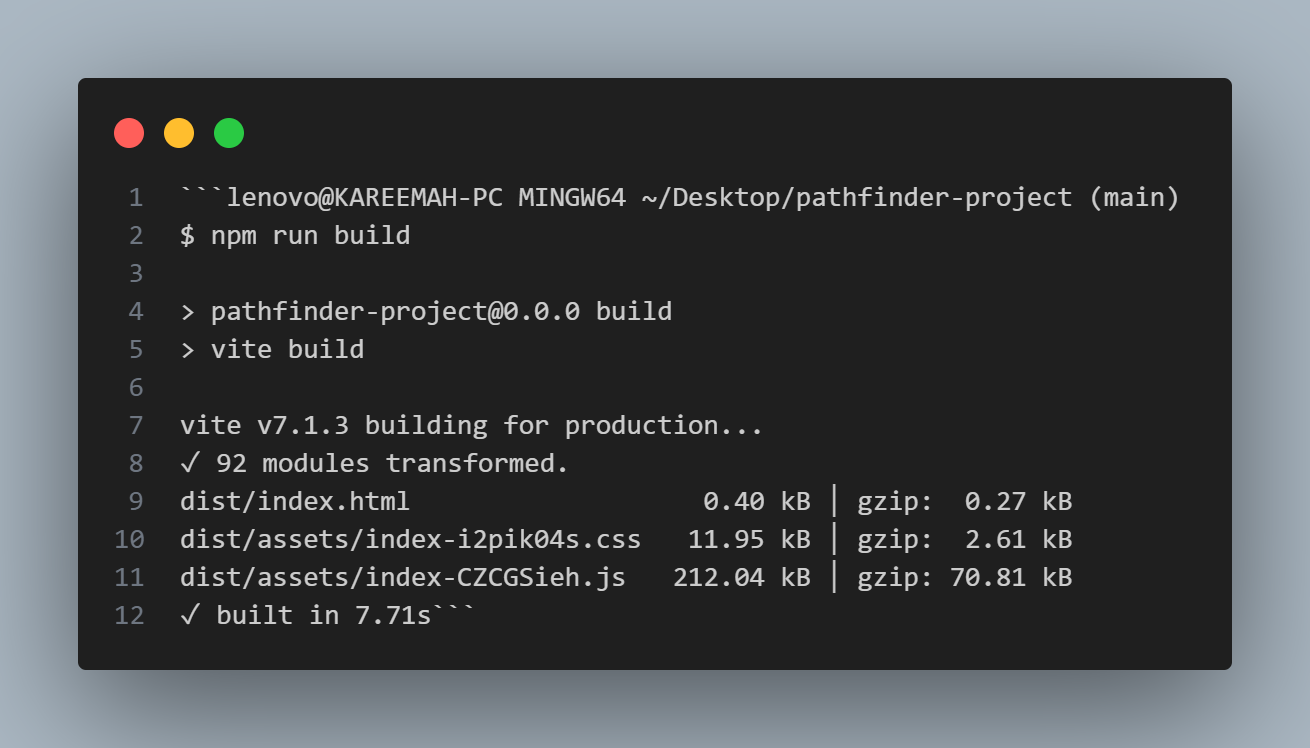 1 ```lenovo@KAREEMAH-PC MINGW64 ~/Desktop/pathfinder-project (main)
2 $ npm run build
3
4 > pathfinder-project@0.0.0 build
5 > vite build
6
7 vite v7.1.3 building for production...
8 ✓ 92 modules transformed.
9 dist/index.html                   0.40 kB │ gzip:  0.27 kB
10 dist/assets/index-i2pik04s.css   11.95 kB │ gzip:  2.61 kB
11 dist/assets/index-CZCGSieh.js   212.04 kB │ gzip: 70.81 kB
12 ✓ built in 7.71s```